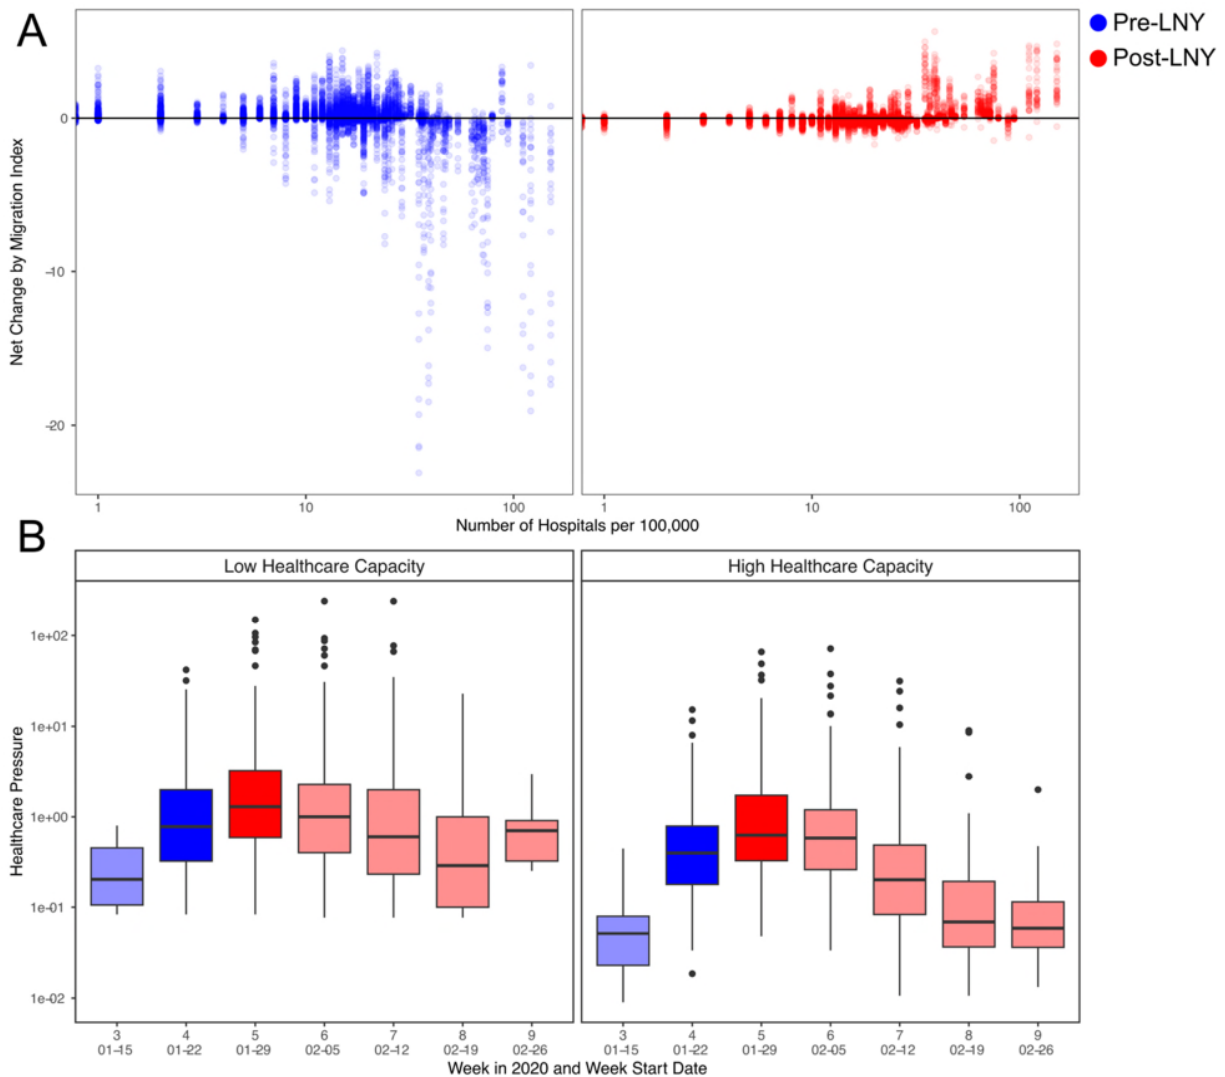 A
Pre-LNY
Post-LNY
Net Change by Migration Index
0
-10
-20
1
10
100
1
10
100
Number of Hospitals per 100,000
B
Low Healthcare Capacity
High Healthcare Capacity
Healthcare Pressure
1e+02
1e+01
1e+00
1e-01
1e-02
3 4 5 6 7 8 9 3 4 5 6 7 8 9
01-15 01-22 01-29 02-05 02-12 02-19 02-26 01-15 01-22 01-29 02-05 02-12 02-19 02-26
Week in 2020 and Week Start Date